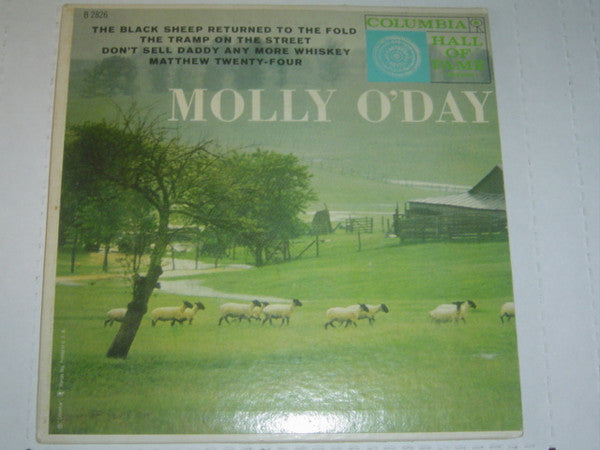 B 2826
THE BLACK SHEEP RETURNED TO THE FOLD
THE TRAMP ON THE STREET
DON'T SELL DADDY ANY MORE WHISKEY
MATTHEW TWENTY-FOUR
COLUMBIA
HALL
OF
FAME
MOLLY O'DAY